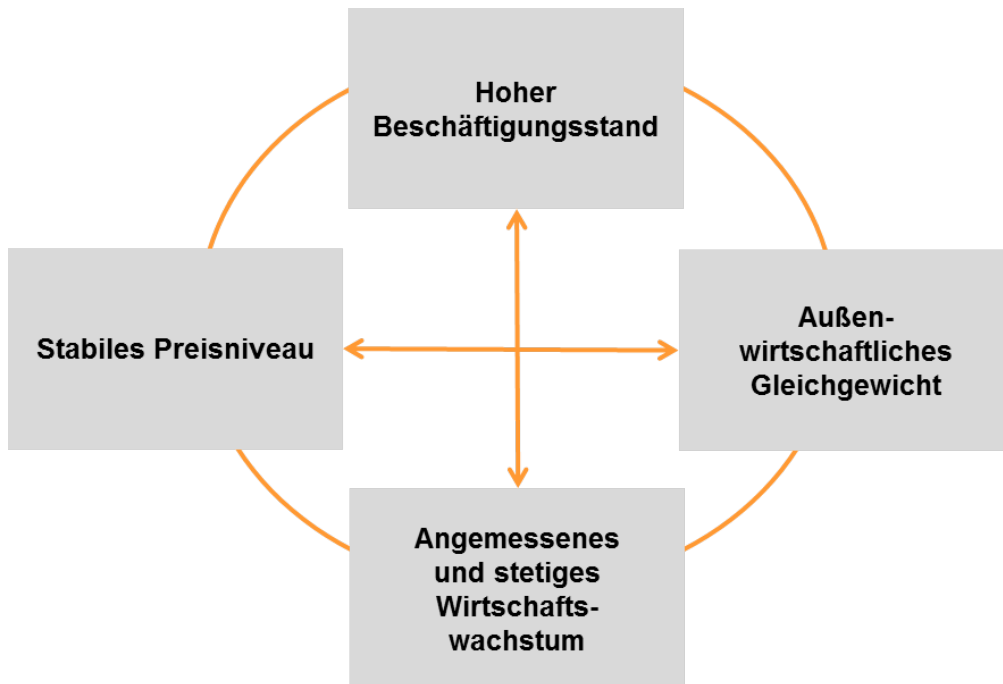 Hoher
Beschäftigungsstand
Stabiles Preisniveau
Außen-
wirtschaftliches
Gleichgewicht
Angemessenes
und stetiges
Wirtschafts-
wachstum